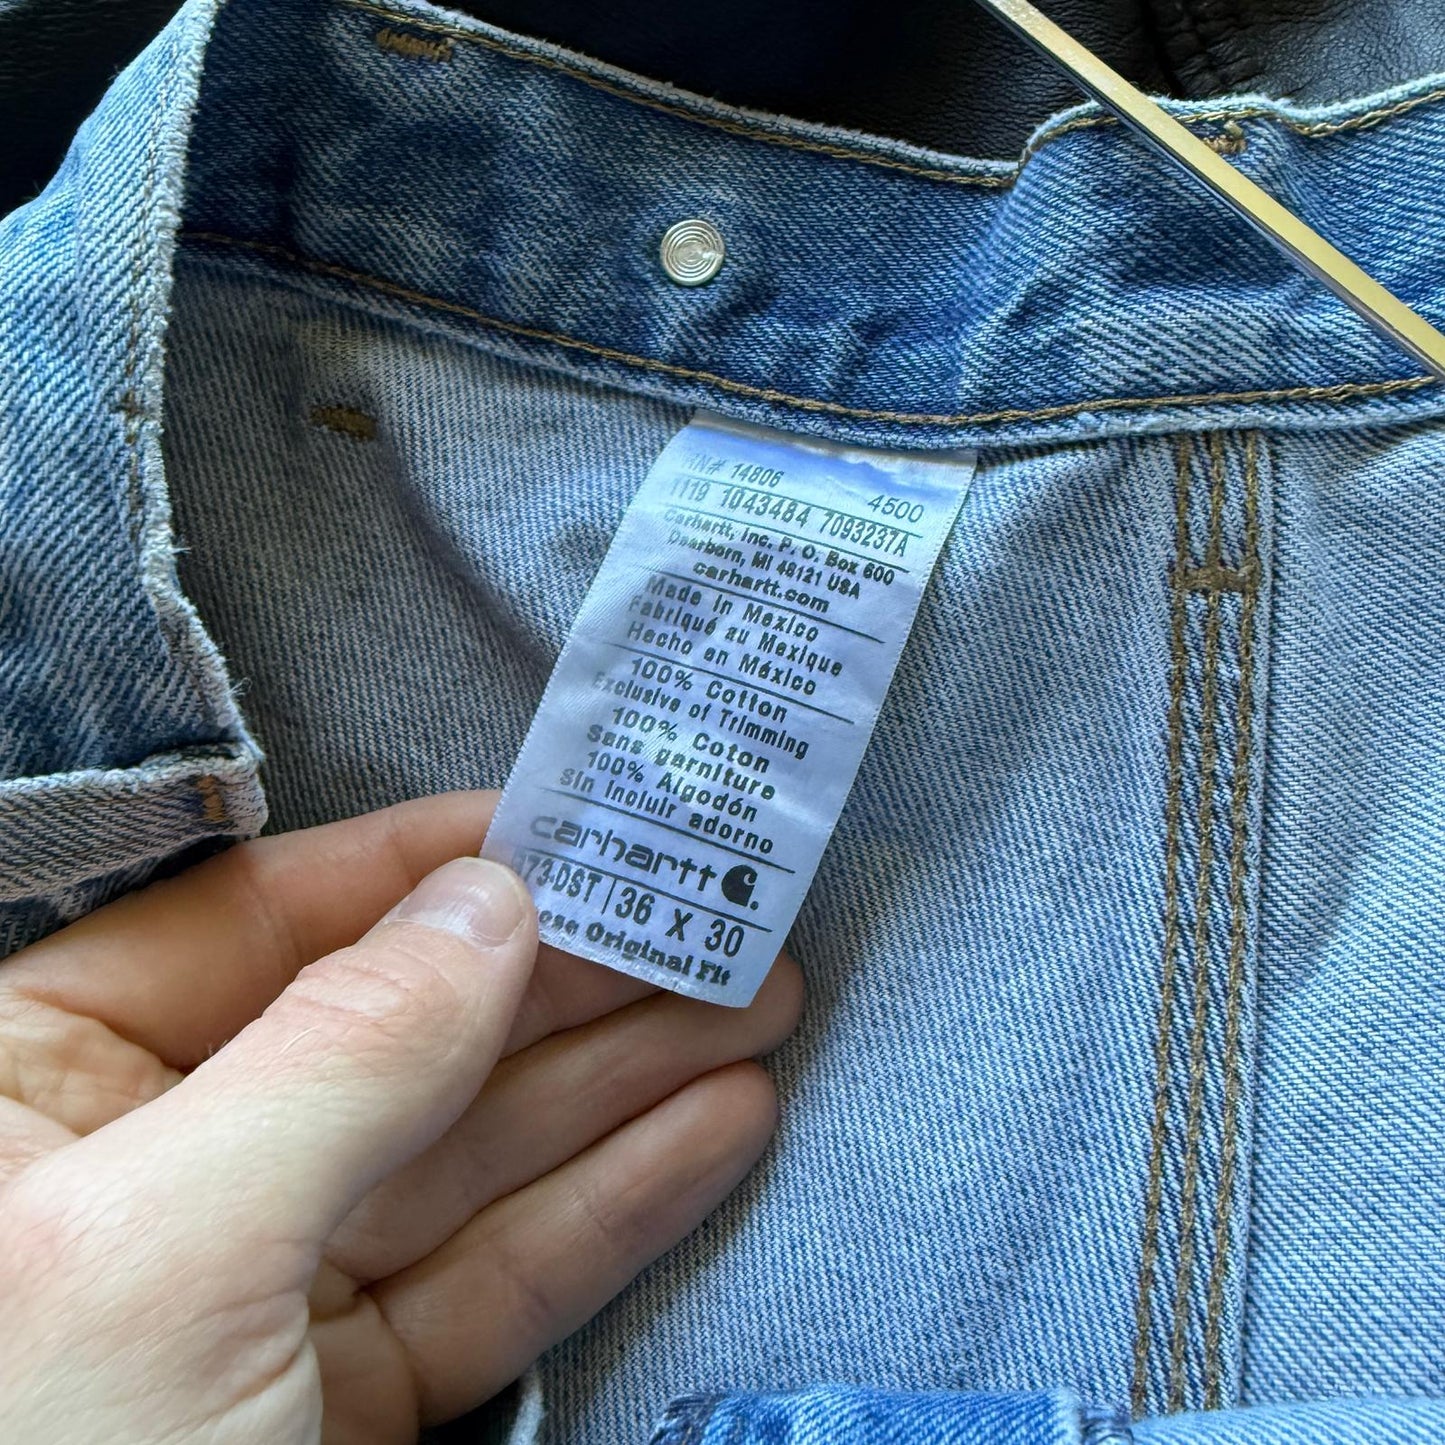 RN# 14806 4500
1119 1043484 7093237A
Carhartt, Inc. P. O. Box 600
Dearborn, MI 48121 USA
carhartt.com
Made in Mexico
Fabriqué au Mexique
Hecho en México
100% Cotton
Exclusive of Trimming
100% Coton
Sans garniture
100% Algodón
Sin incluir adorno
carhartt
73-DST 36 X 30
Original Fit